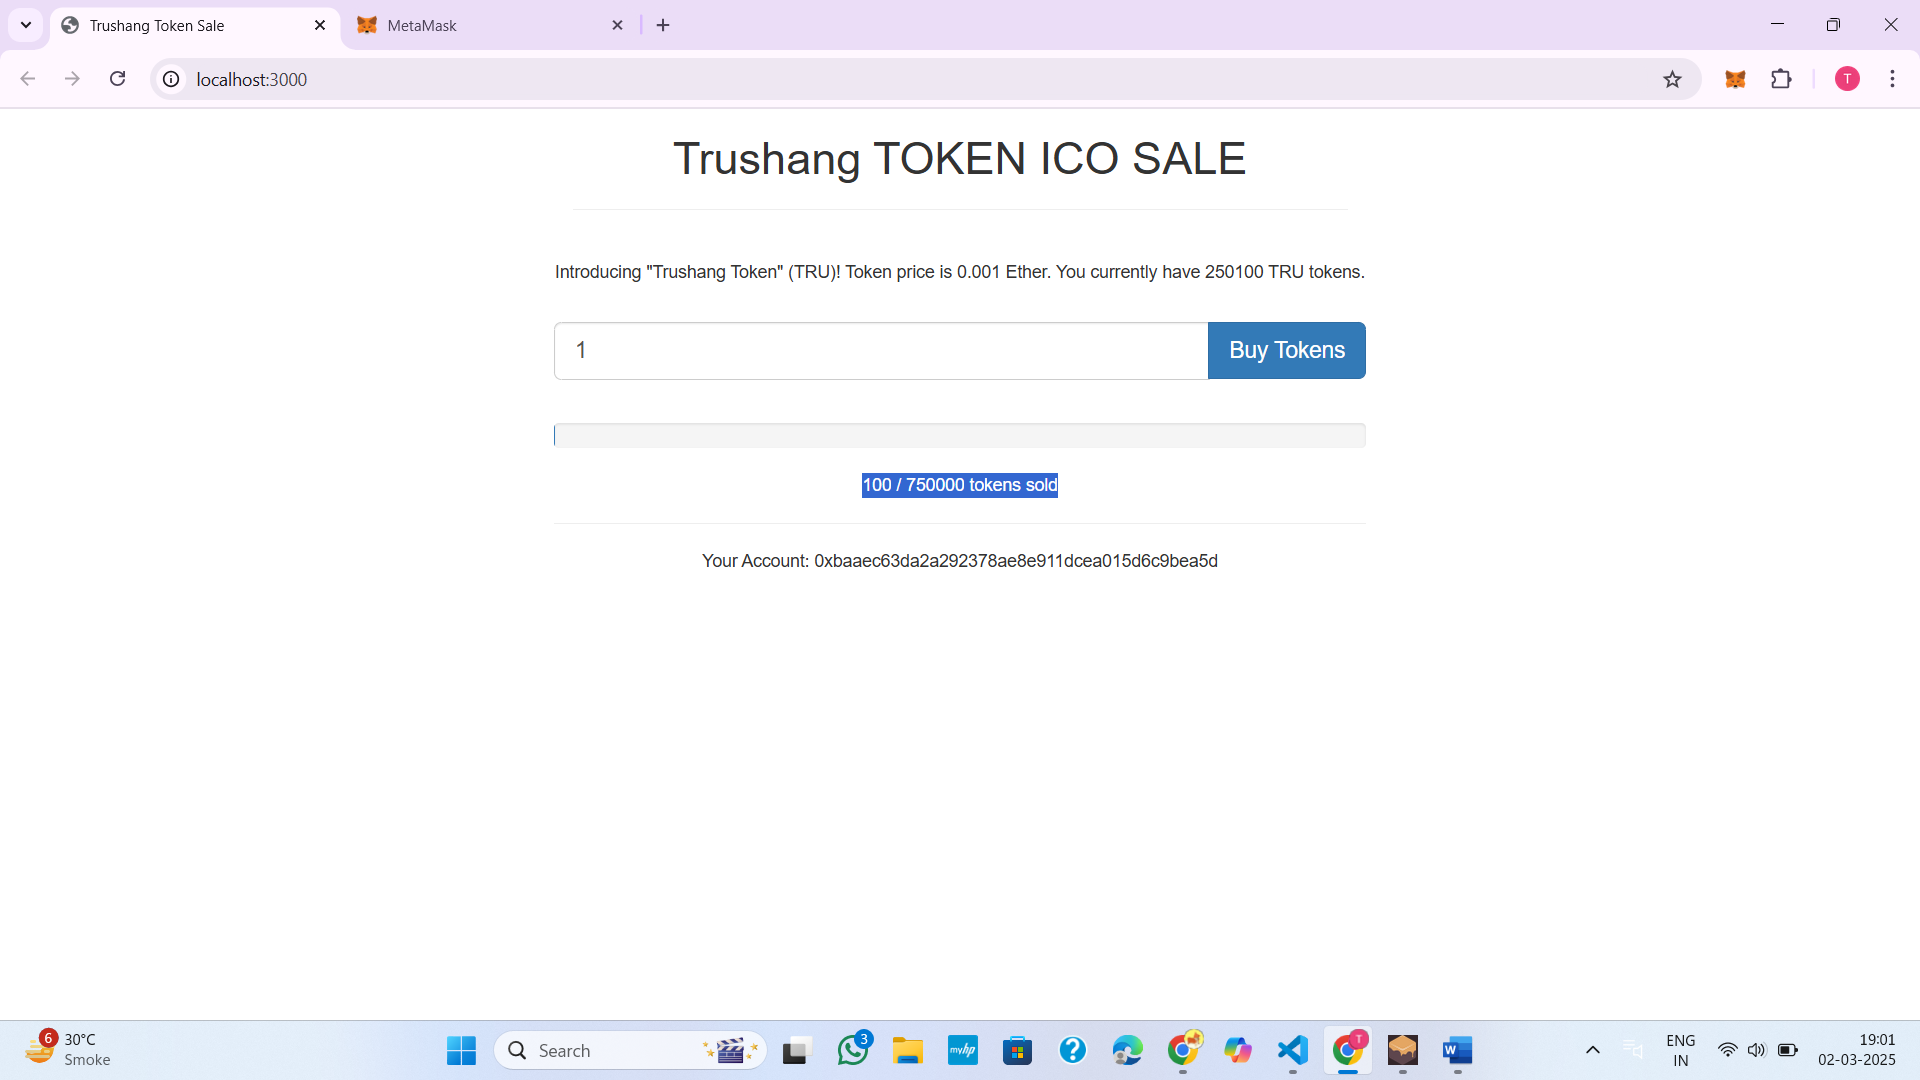 Trushang Token Sale
MetaMask
localhost:3000
T
Trushang TOKEN ICO SALE
Introducing "Trushang Token" (TRU)! Token price is 0.001 Ether. You currently have 250100 TRU tokens.
1
Buy Tokens
100 / 750000 tokens sold
Your Account: 0xbaaec63da2a292378ae8e911dcea015d6c9bea5d
6
30°C
Smoke
Search
3
myhp
T
W
ENG
IN
19:01
02-03-2025